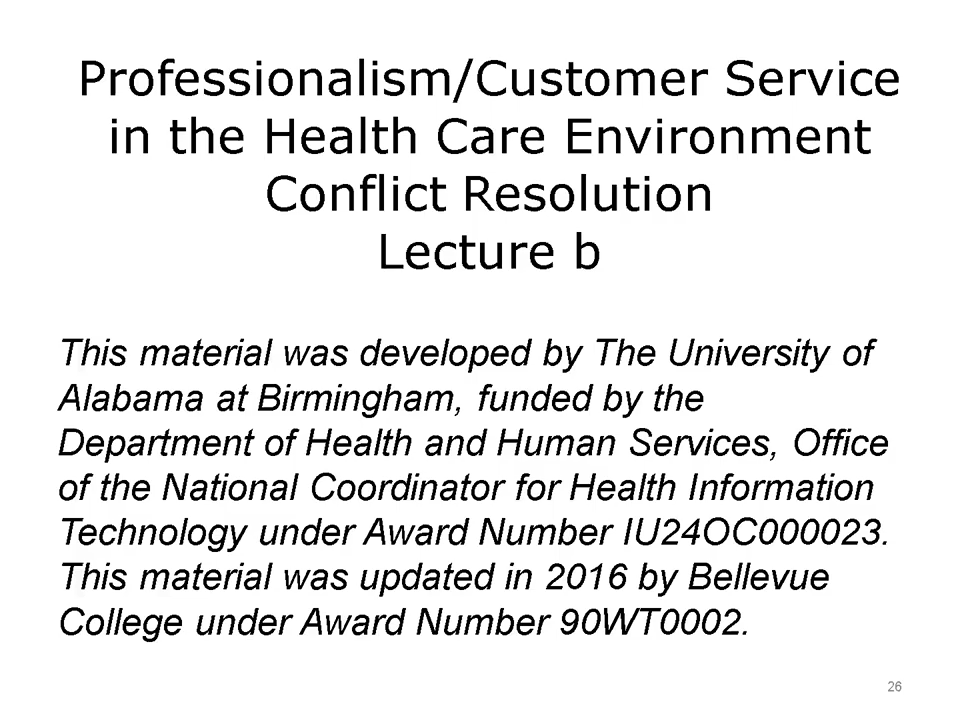 Professionalism/Customer Service
in the Health Care Environment
Conflict Resolution
Lecture b
This material was developed by The University of
Alabama at Birmingham, funded by the
Department of Health and Human Services, Office
of the National Coordinator for Health Information
Technology under Award Number IU24OC000023.
This material was updated in 2016 by Bellevue
College under Award Number 90WT0002.
26